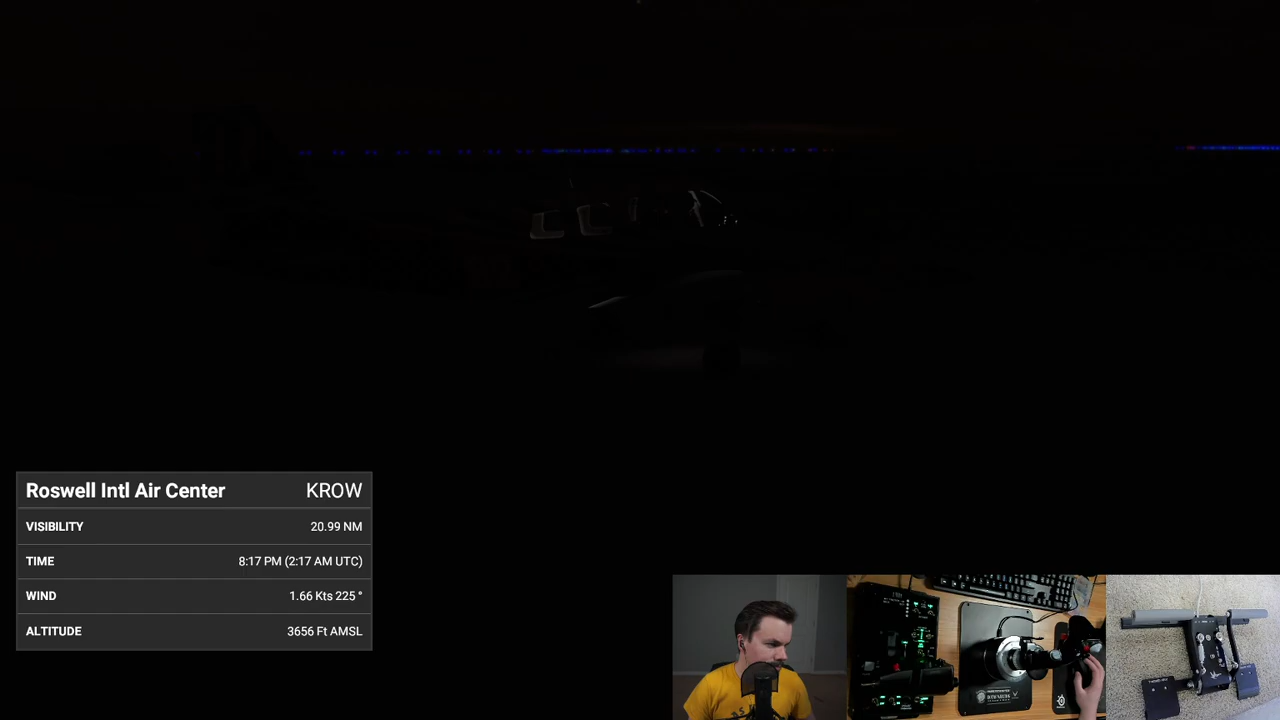 Roswell Intl Air Center KROW
VISIBILITY 20.99 NM
TIME 8:17 PM (2:17 AM UTC)
WIND 1.66 Kts 225 °
ALTITUDE 3656 Ft AMSL